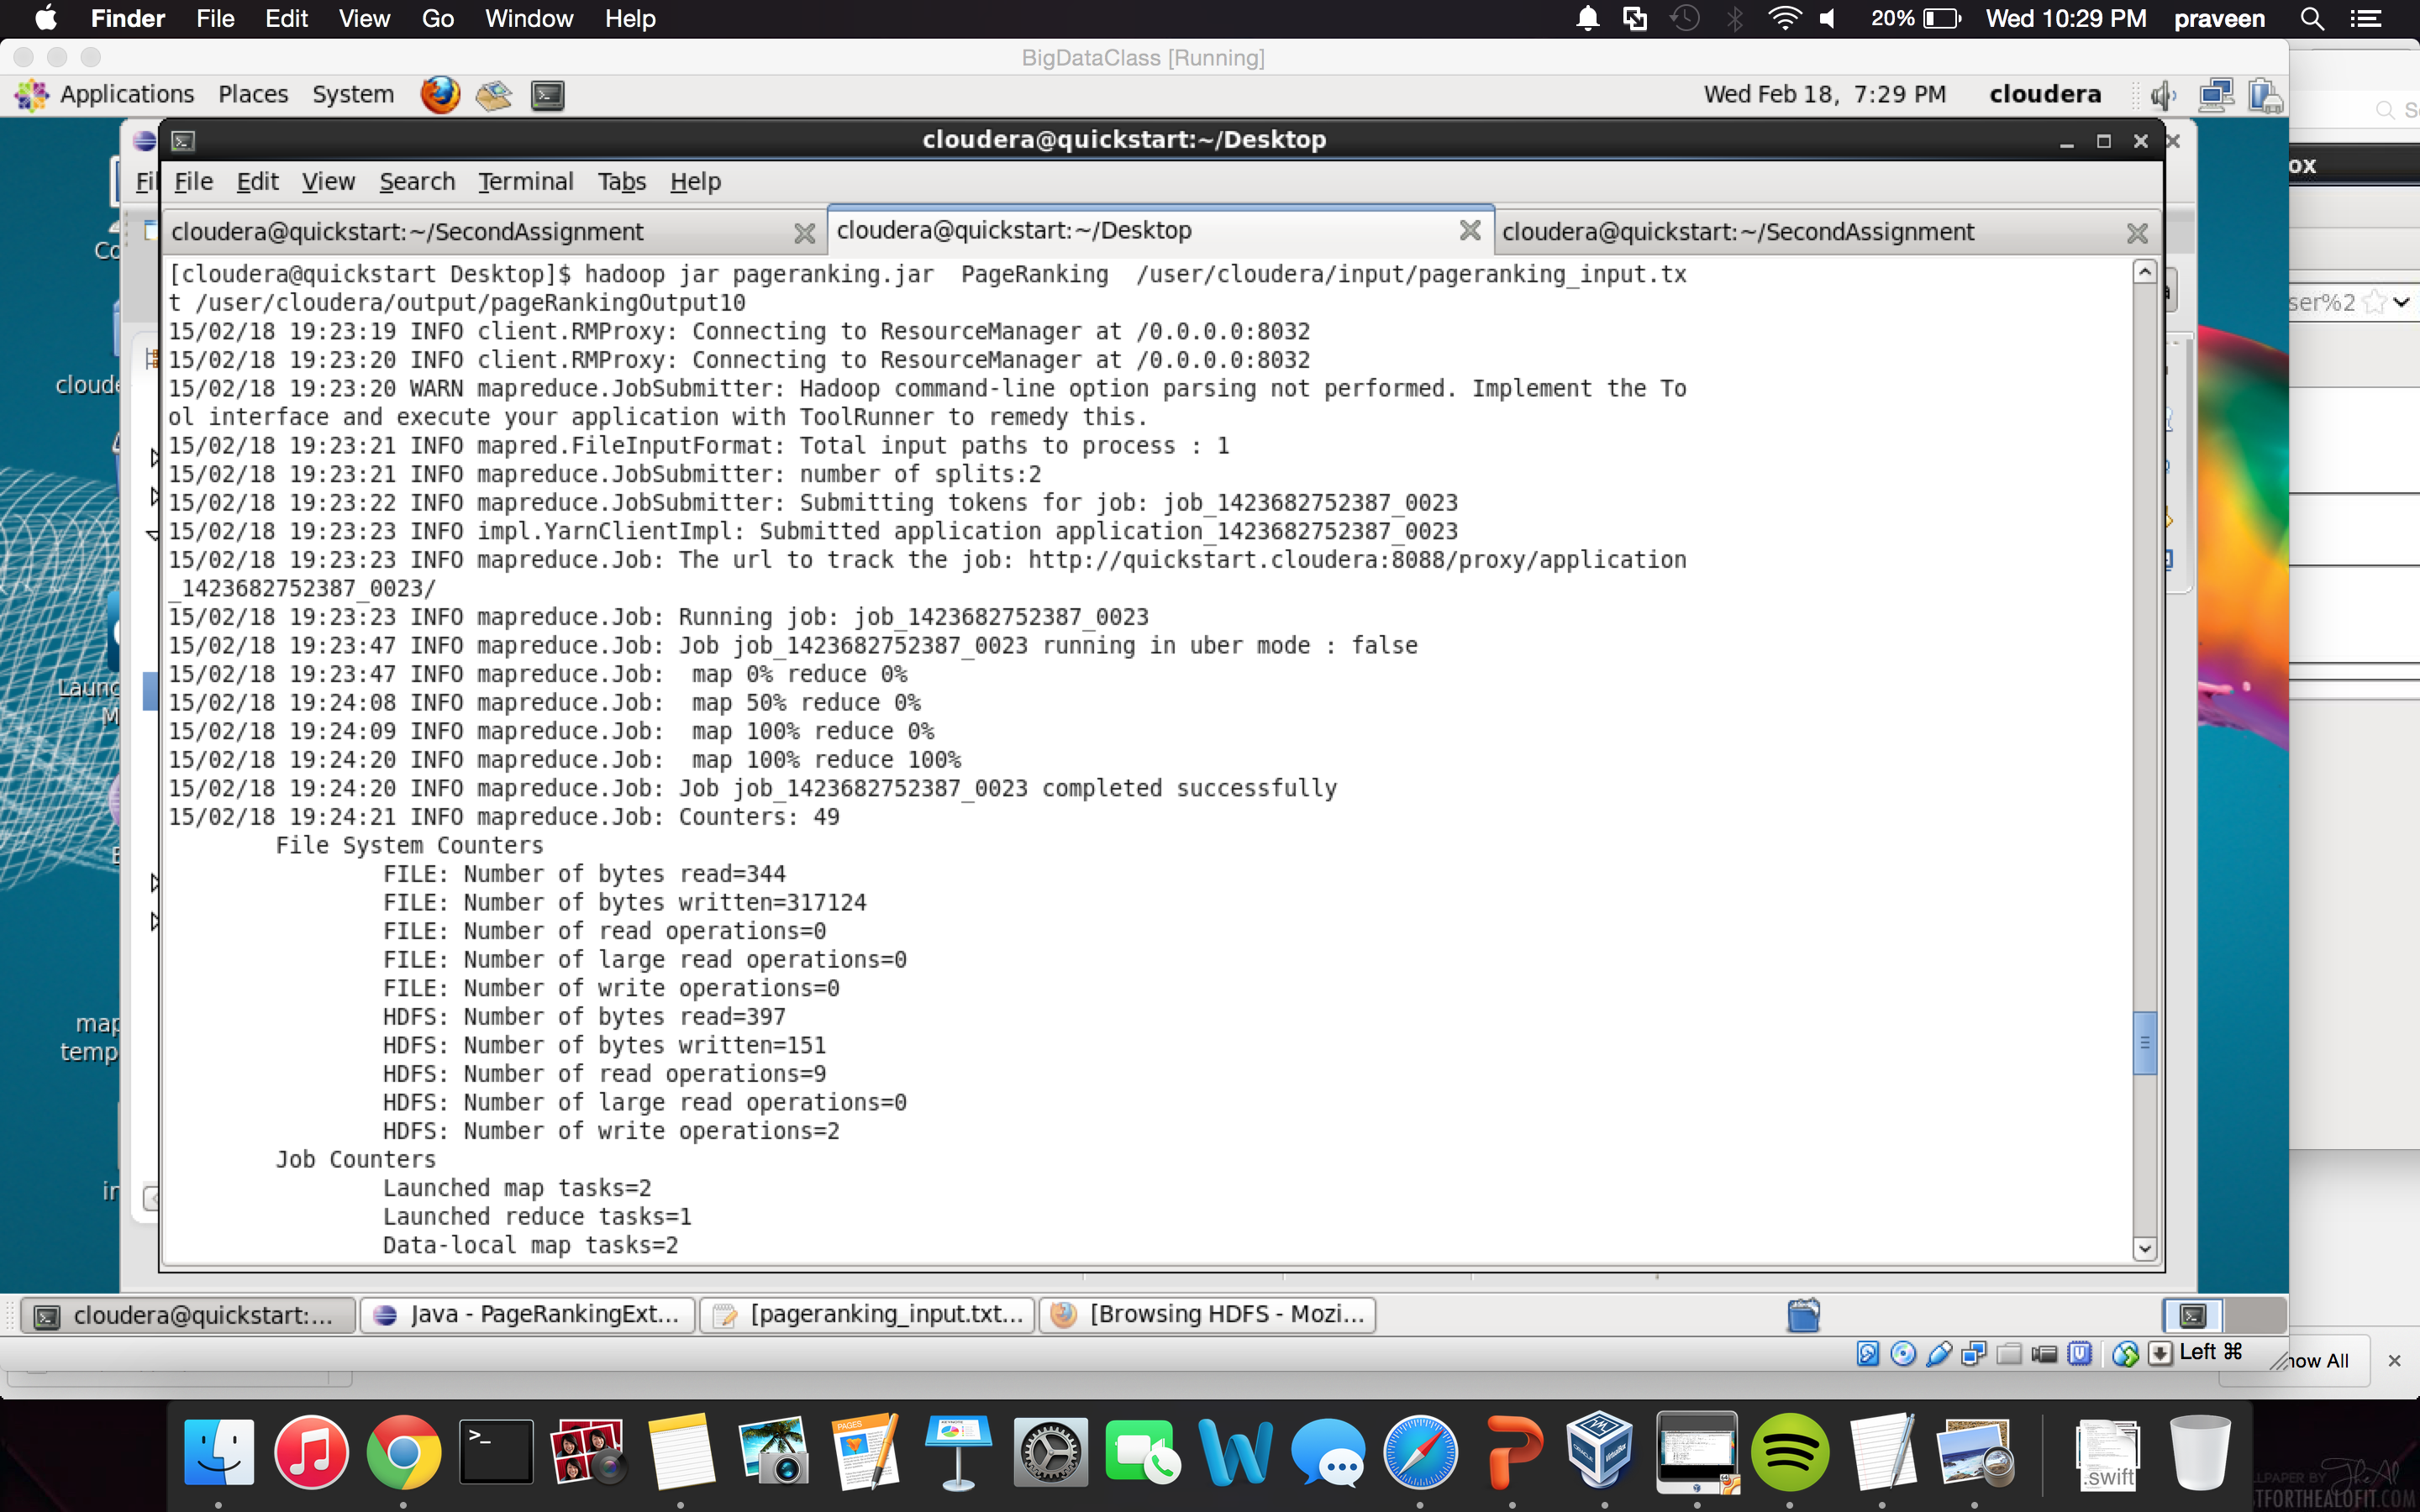 Finder File Edit View Go Window Help 20% Wed 10:29 PM praveen
BigDataClass [Running]
Applications Places System Wed Feb 18, 7:29 PM cloudera
cloudera@quickstart:~/Desktop
File Edit View Search Terminal Tabs Help
cloudera@quickstart:~/SecondAssignment cloudera@quickstart:~/Desktop cloudera@quickstart:~/SecondAssignment
[cloudera@quickstart Desktop]$ hadoop jar pageranking.jar  PageRanking  /user/cloudera/input/pageranking_input.tx
t /user/cloudera/output/pageRankingOutput10
15/02/18 19:23:19 INFO client.RMProxy: Connecting to ResourceManager at /0.0.0.0:8032
15/02/18 19:23:20 INFO client.RMProxy: Connecting to ResourceManager at /0.0.0.0:8032
15/02/18 19:23:20 WARN mapreduce.JobSubmitter: Hadoop command-line option parsing not performed. Implement the To
ol interface and execute your application with ToolRunner to remedy this.
15/02/18 19:23:21 INFO mapred.FileInputFormat: Total input paths to process : 1
15/02/18 19:23:21 INFO mapreduce.JobSubmitter: number of splits:2
15/02/18 19:23:22 INFO mapreduce.JobSubmitter: Submitting tokens for job: job_1423682752387_0023
15/02/18 19:23:23 INFO impl.YarnClientImpl: Submitted application application_1423682752387_0023
15/02/18 19:23:23 INFO mapreduce.Job: The url to track the job: http://quickstart.cloudera:8088/proxy/application
_1423682752387_0023/
15/02/18 19:23:23 INFO mapreduce.Job: Running job: job_1423682752387_0023
15/02/18 19:23:47 INFO mapreduce.Job: Job job_1423682752387_0023 running in uber mode : false
15/02/18 19:23:47 INFO mapreduce.Job:  map 0% reduce 0%
15/02/18 19:24:08 INFO mapreduce.Job:  map 50% reduce 0%
15/02/18 19:24:09 INFO mapreduce.Job:  map 100% reduce 0%
15/02/18 19:24:20 INFO mapreduce.Job:  map 100% reduce 100%
15/02/18 19:24:20 INFO mapreduce.Job: Job job_1423682752387_0023 completed successfully
15/02/18 19:24:21 INFO mapreduce.Job: Counters: 49
File System Counters
FILE: Number of bytes read=344
FILE: Number of bytes written=317124
FILE: Number of read operations=0
FILE: Number of large read operations=0
FILE: Number of write operations=0
HDFS: Number of bytes read=397
HDFS: Number of bytes written=151
HDFS: Number of read operations=9
HDFS: Number of large read operations=0
HDFS: Number of write operations=2
Job Counters
Launched map tasks=2
Launched reduce tasks=1
Data-local map tasks=2
cloudera@quickstart:... Java - PageRankingExt... [pageranking_input.txt... [Browsing HDFS - Mozi...
Left ⌘
.swift